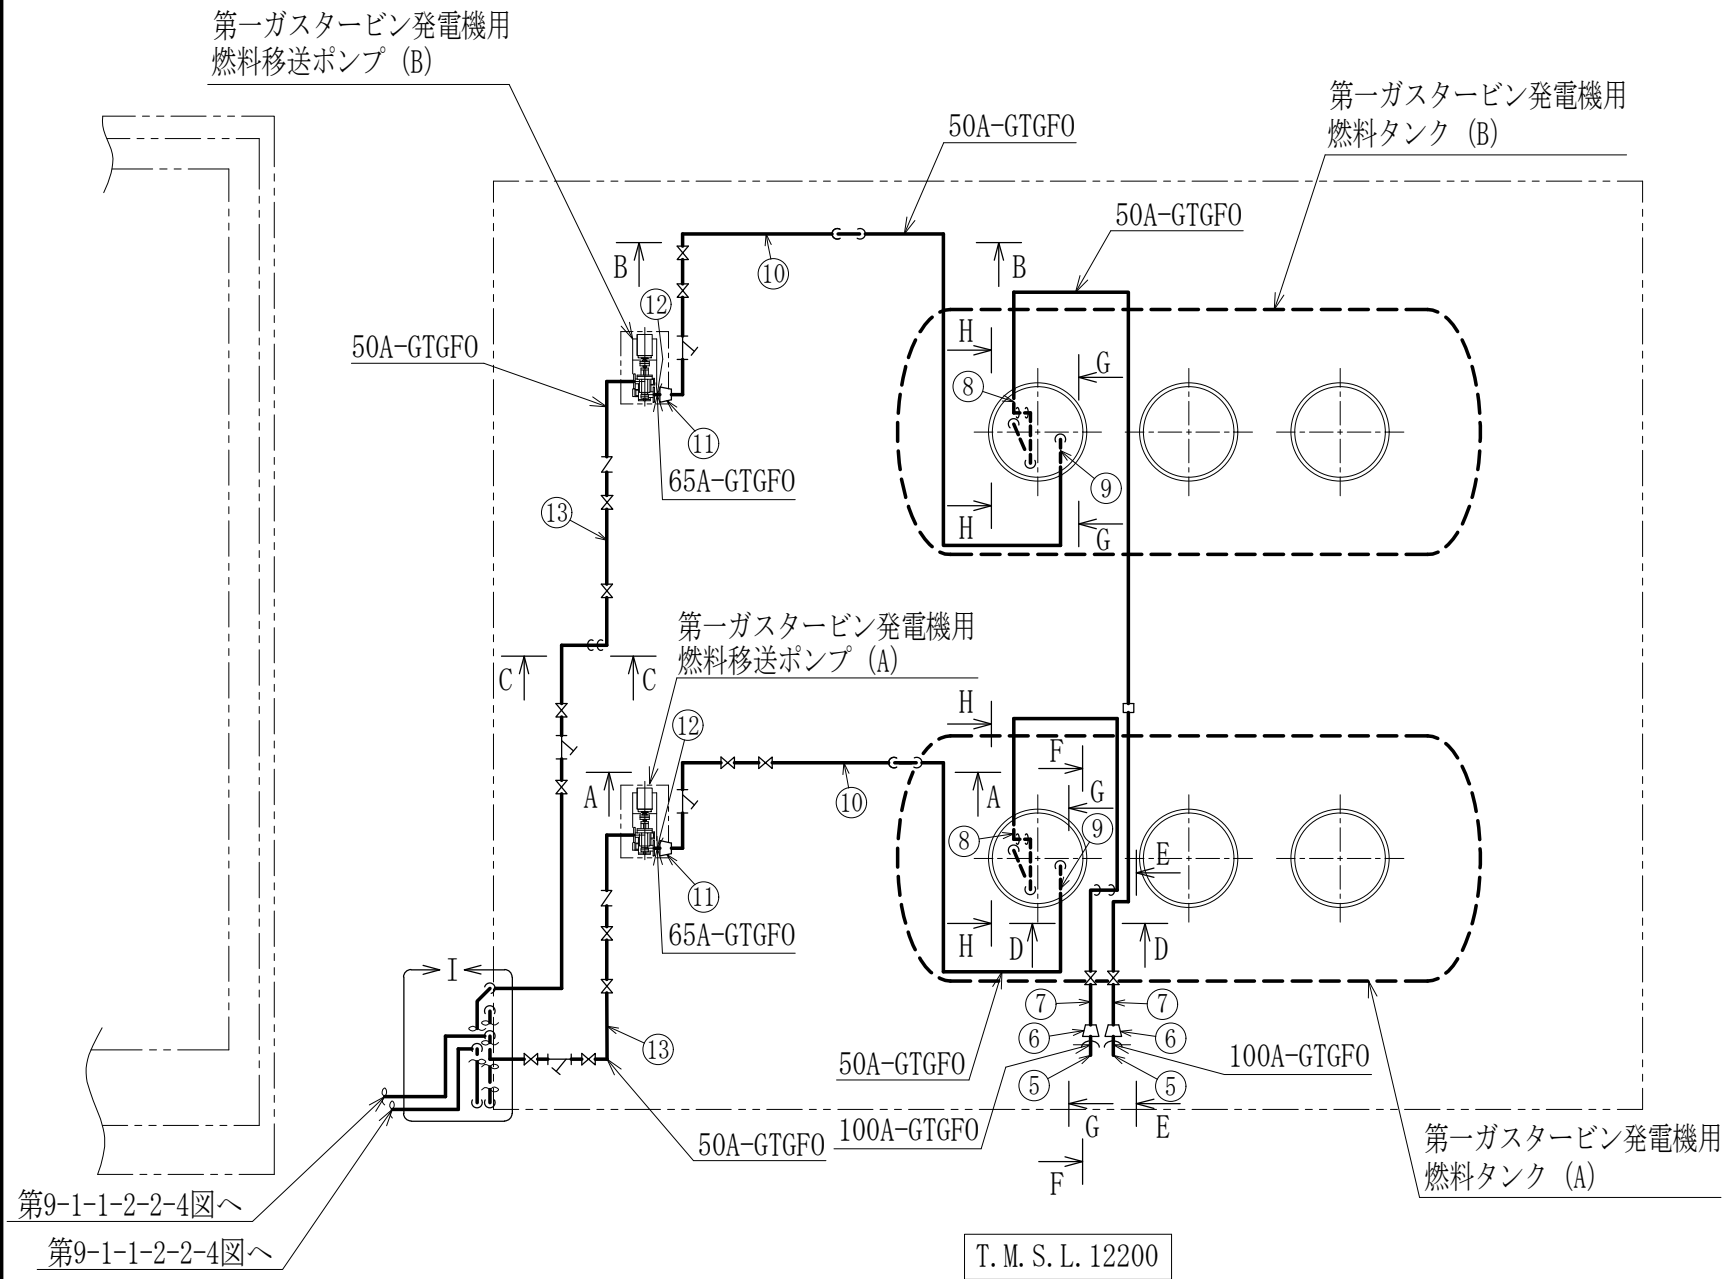 第一ガスタービン発電機用
燃料移送ポンプ (B)
第一ガスタービン発電機用
燃料タンク (B)
50A-GTGFO
50A-GTGFO
B
⑩
B
⑫
H
50A-GTGFO
G
⑧
⑪
65A-GTGFO
⑨
⑬
H
G
第一ガスタービン発電機用
燃料移送ポンプ (A)
C
C
H
⑫
F
A
⑩
A
G
⑧
⑨
E
⑪
65A-GTGFO
H
D
D
I
⑦
⑦
⑥
⑥
⑬
50A-GTGFO
100A-GTGFO
⑤
⑤
50A-GTGFO
100A-GTGFO
G
E
第一ガスタービン発電機用
燃料タンク (A)
F
第9-1-1-2-2-4図へ
第9-1-1-2-2-4図へ
T.M.S.L.12200